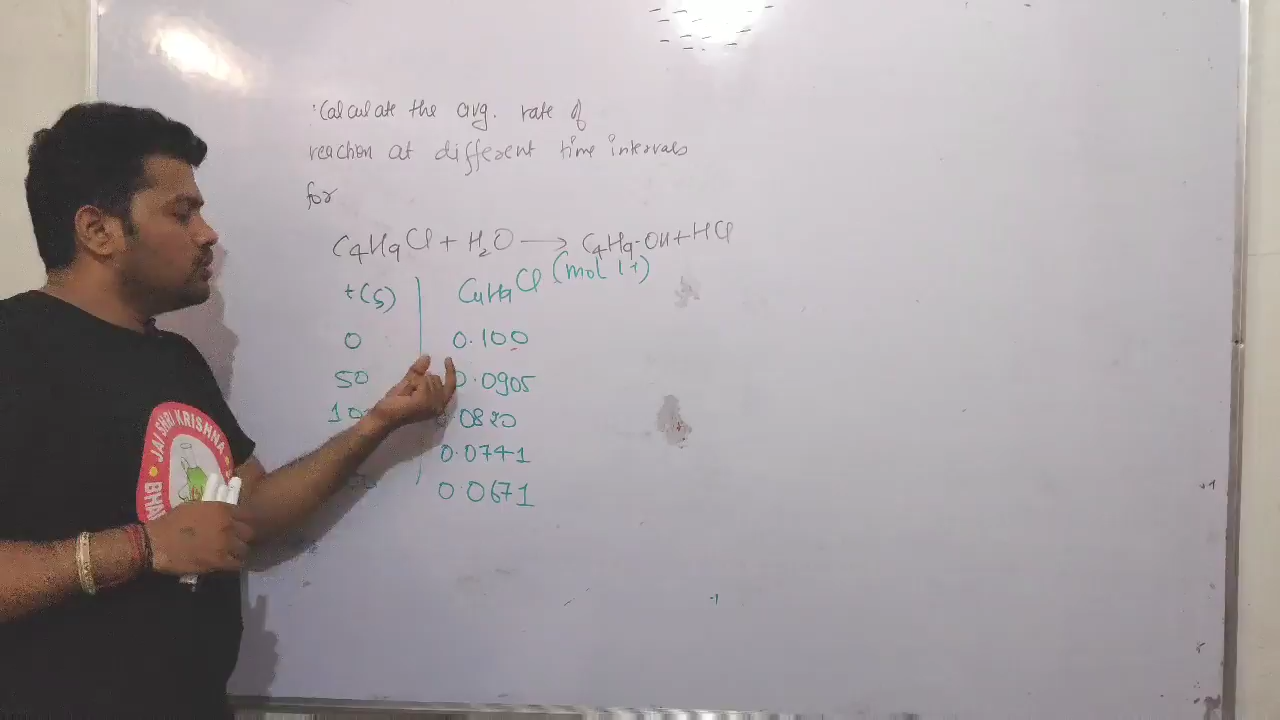 Calculate the avg. rate of
reaction at different time intervals
for
C4H9Cl + H2O → C4H9-OH + HCl
t(s) C4H9Cl (mol l-1)
0 0.100
50 0.0905
0.0820
0.0741
0.0671
JAI SHRI KRISHNA